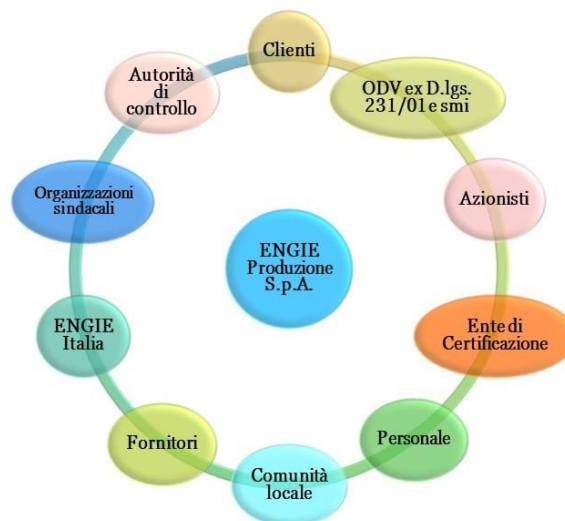 Clienti
ODV ex D.lgs.
231/01 e smi
Azionisti
Ente di
Certificazione
Personale
Comunità
locale
Fornitori
ENGIE
Italia
Organizzazioni
sindacali
Autorità
di
controllo
ENGIE
Produzione
S.p.A.